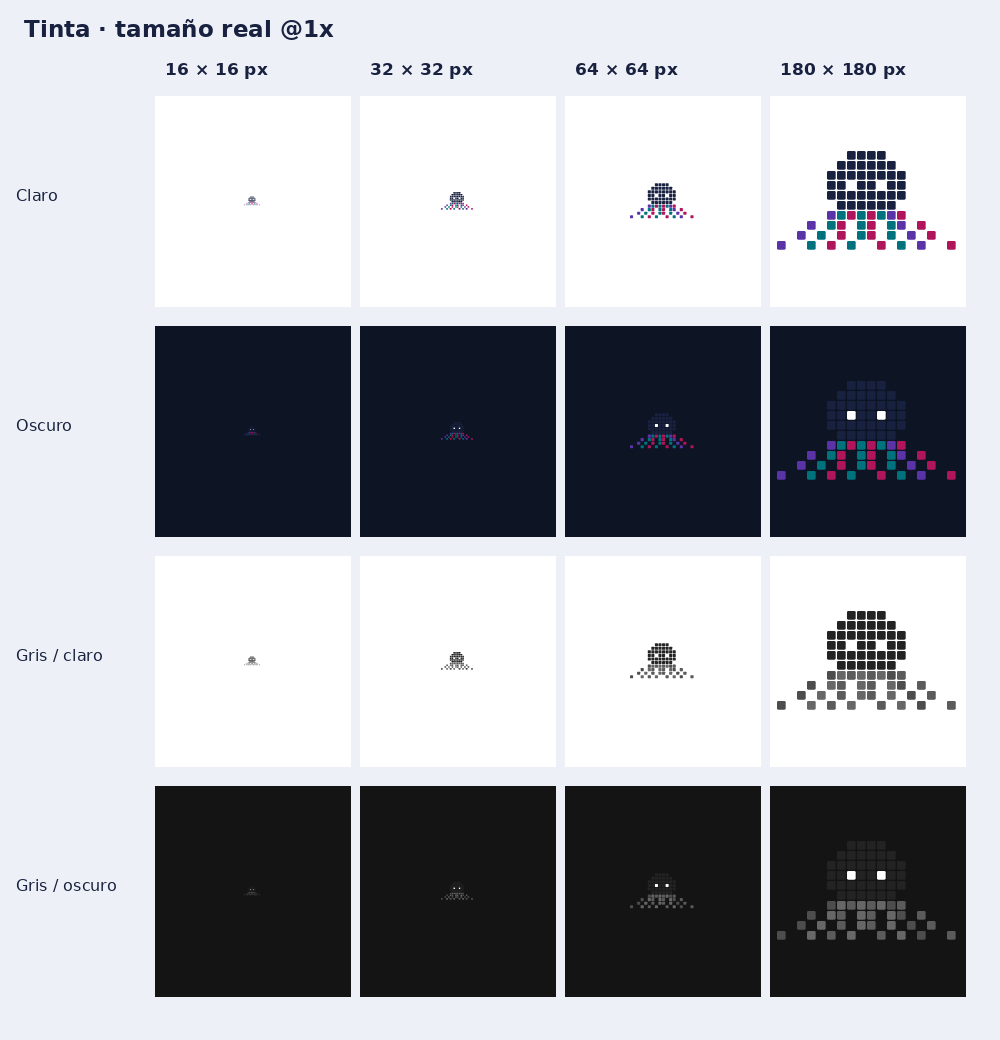 Tinta · tamaño real @1x
16 × 16 px
32 × 32 px
64 × 64 px
180 × 180 px
Claro
Oscuro
Gris / claro
Gris / oscuro